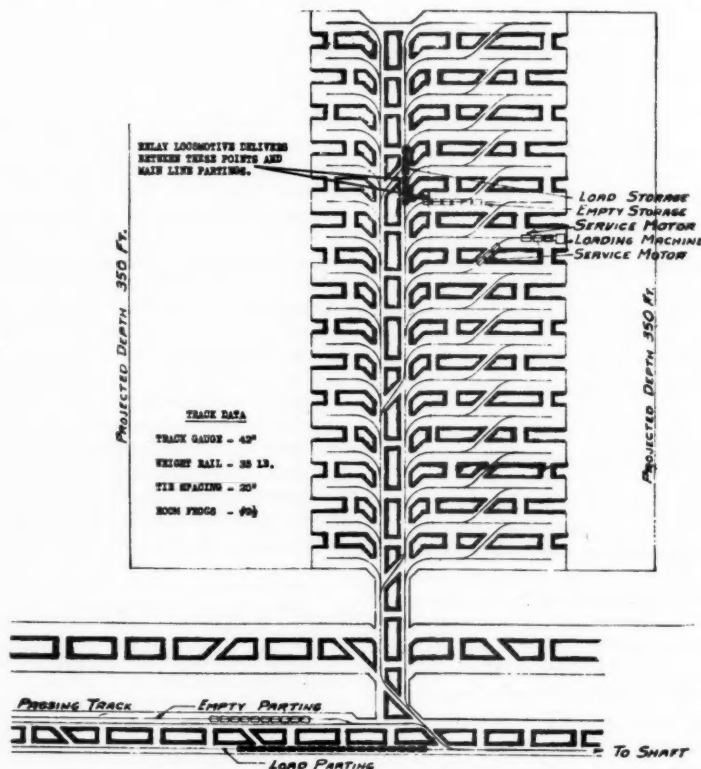 RELAY LOCOMOTIVE DELIVERS
BETWEEN THESE POINTS AND
MAIN LINE PARTINGS.
LOAD STORAGE
EMPTY STORAGE
SERVICE MOTOR
LOADING MACHINE
SERVICE MOTOR
PROJECTED DEPTH 350 FT.
PROJECTED DEPTH 350 FT.
TRACK DATA
TRACK GAUGE - 42"
WEIGHT RAIL - 35 LB.
TIE SPACING - 20"
ROOM FROGS -
PASSING TRACK
EMPTY PARTING
LOAD PARTING
TO SHAFT